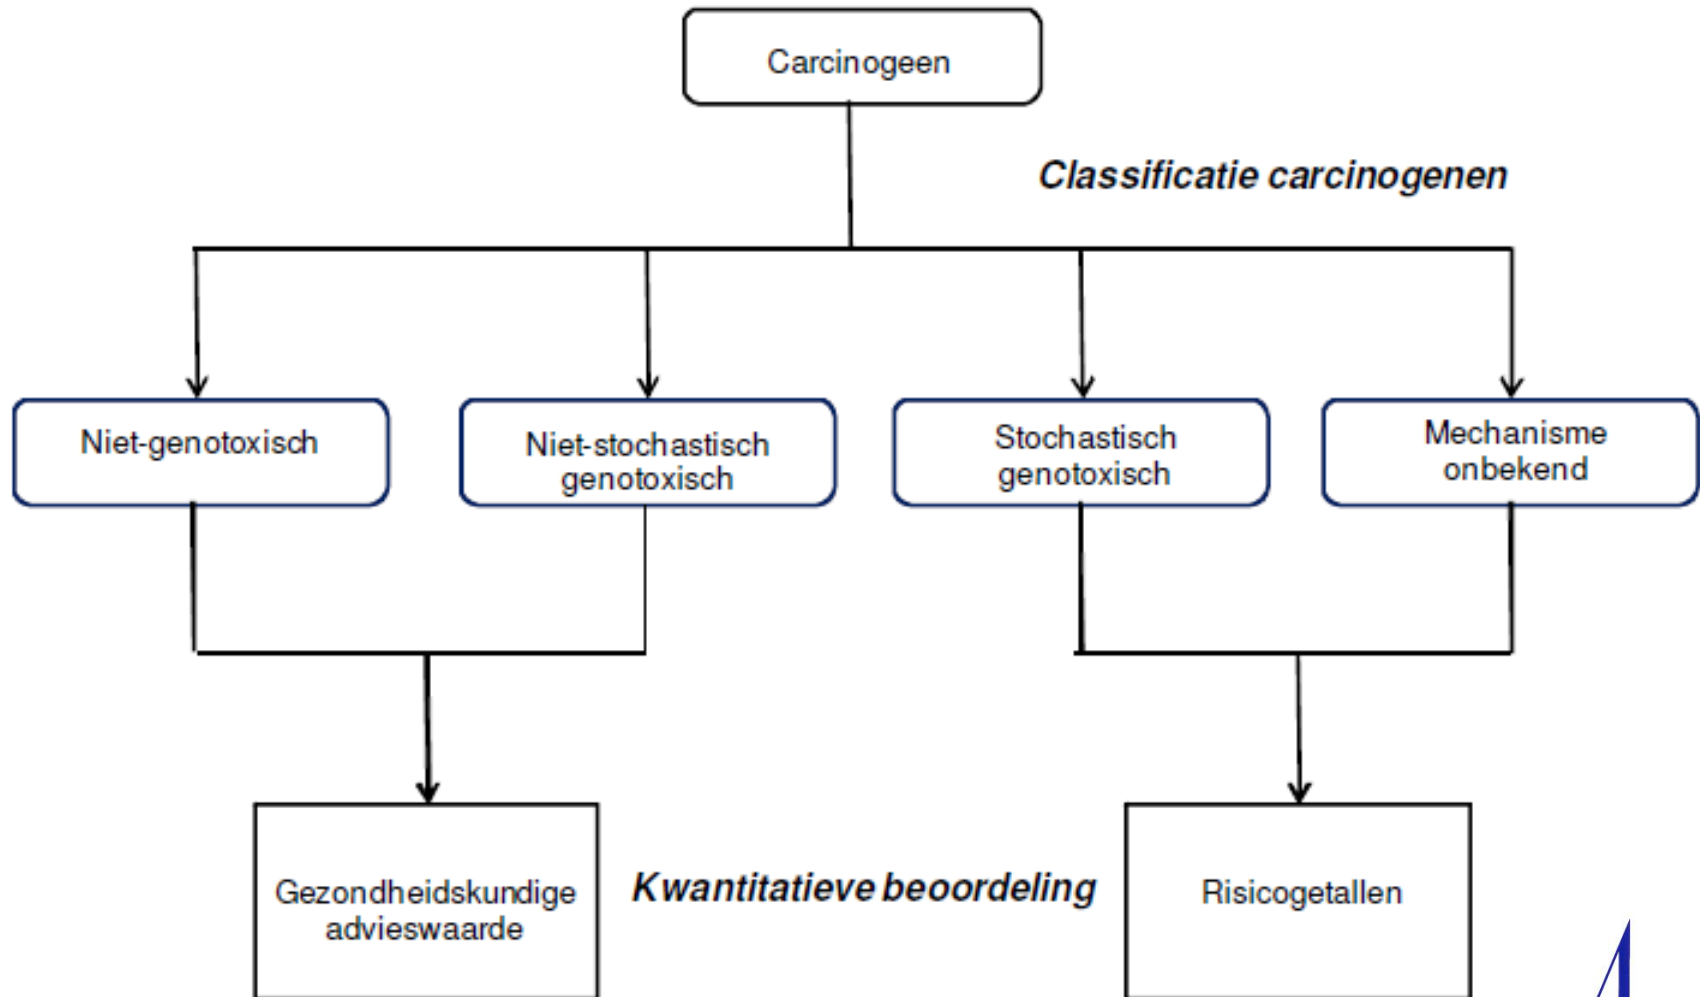 Carcinogeen
Classificatie carcinogenen
Niet-genotoxisch
Niet-stochastisch
genotoxisch
Stochastisch
genotoxisch
Mechanisme
onbekend
Gezondheidskundige
advieswaarde
Kwantitatieve beoordeling
Risicogetallen